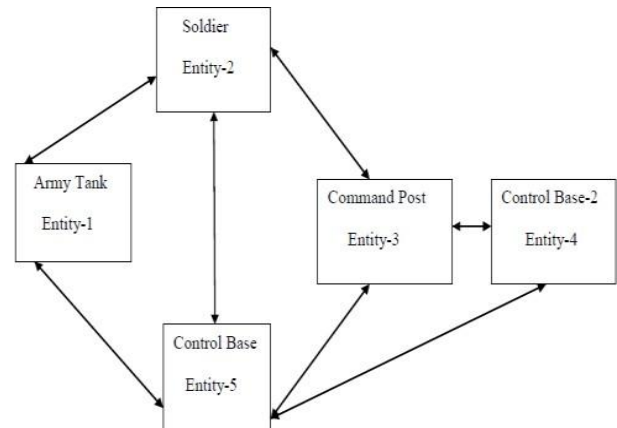 Soldier
Entity-2
Army Tank
Entity-1
Command Post
Entity-3
Control Base-2
Entity-4
Control Base
Entity-5